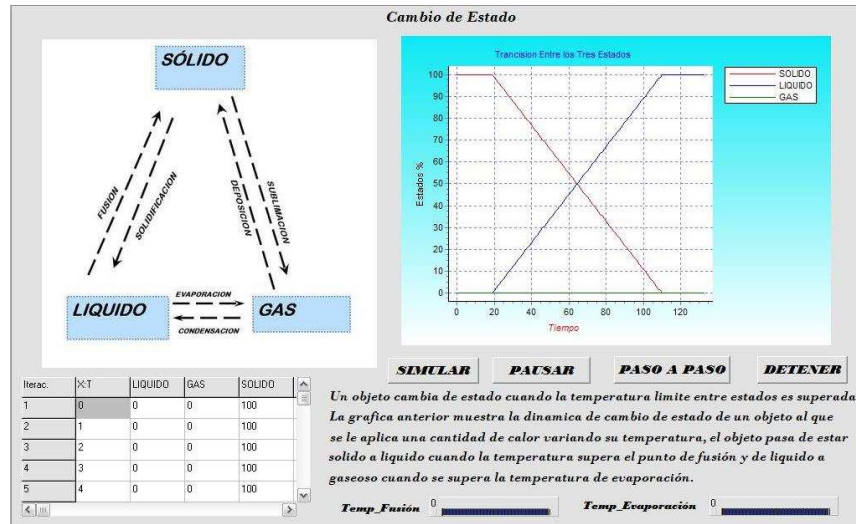 Cambio de Estado
SÓLIDO
FUSION
SOLIDIFICACION
DEPOSICION
SUBLIMACION
LIQUIDO
EVAPORACION
CONDENSACION
GAS
Trancision Entre los Tres Estados
Estados %
100
90
80
70
60
50
40
30
20
10
0
0 20 40 60 80 100 120
Tiempo
SOLIDO
LIQUIDO
GAS
SIMULAR PAUSAR PASO A PASO DETENER
Iterac. X:T LIQUIDO GAS SOLIDO
1 0 0 0 100
2 1 0 0 100
3 2 0 0 100
4 3 0 0 100
5 4 0 0 100
Un objeto cambia de estado cuando la temperatura limite entre estados es superada
La grafica anterior muestra la dinamica de cambio de estado de un objeto al que
se le aplica una cantidad de calor variando su temperatura, el objeto pasa de estar
solido a liquido cuando la temperatura supera el punto de fusión y de liquido a
gaseoso cuando se supera la temperatura de evaporación.
Temp_Fusión 0 Temp_Evaporación 0